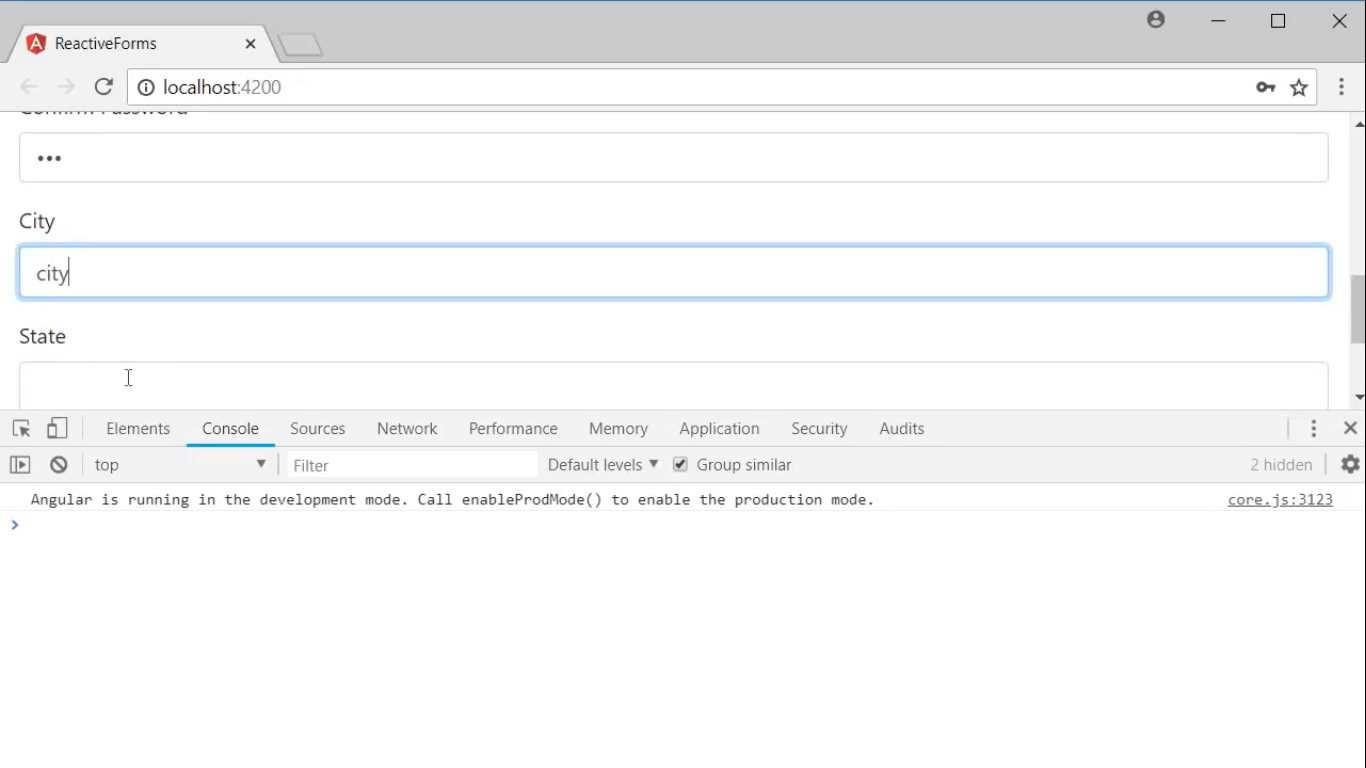 ReactiveForms
localhost:4200
Confirm Password
•••
City
city
State
Elements Console Sources Network Performance Memory Application Security Audits
top Filter Default levels Group similar 2 hidden
Angular is running in the development mode. Call enableProdMode() to enable the production mode. core.js:3123